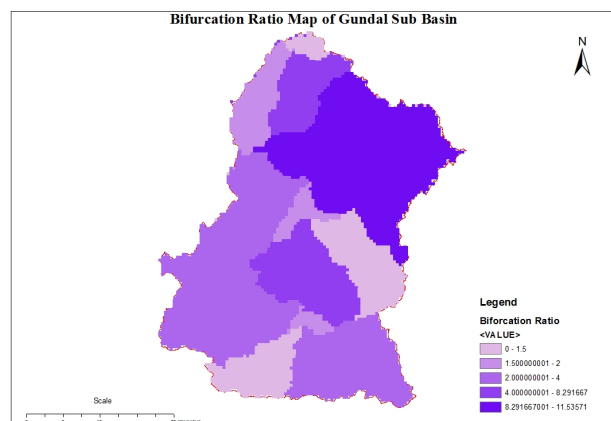 Bifurcation Ratio Map of Gundal Sub Basin
N
Legend
Biforcation Ratio
<VALUE>
0 - 1.5
1.500000001 - 2
2.000000001 - 4
4.000000001 - 8.291667
8.291667001 - 11.53571
Scale